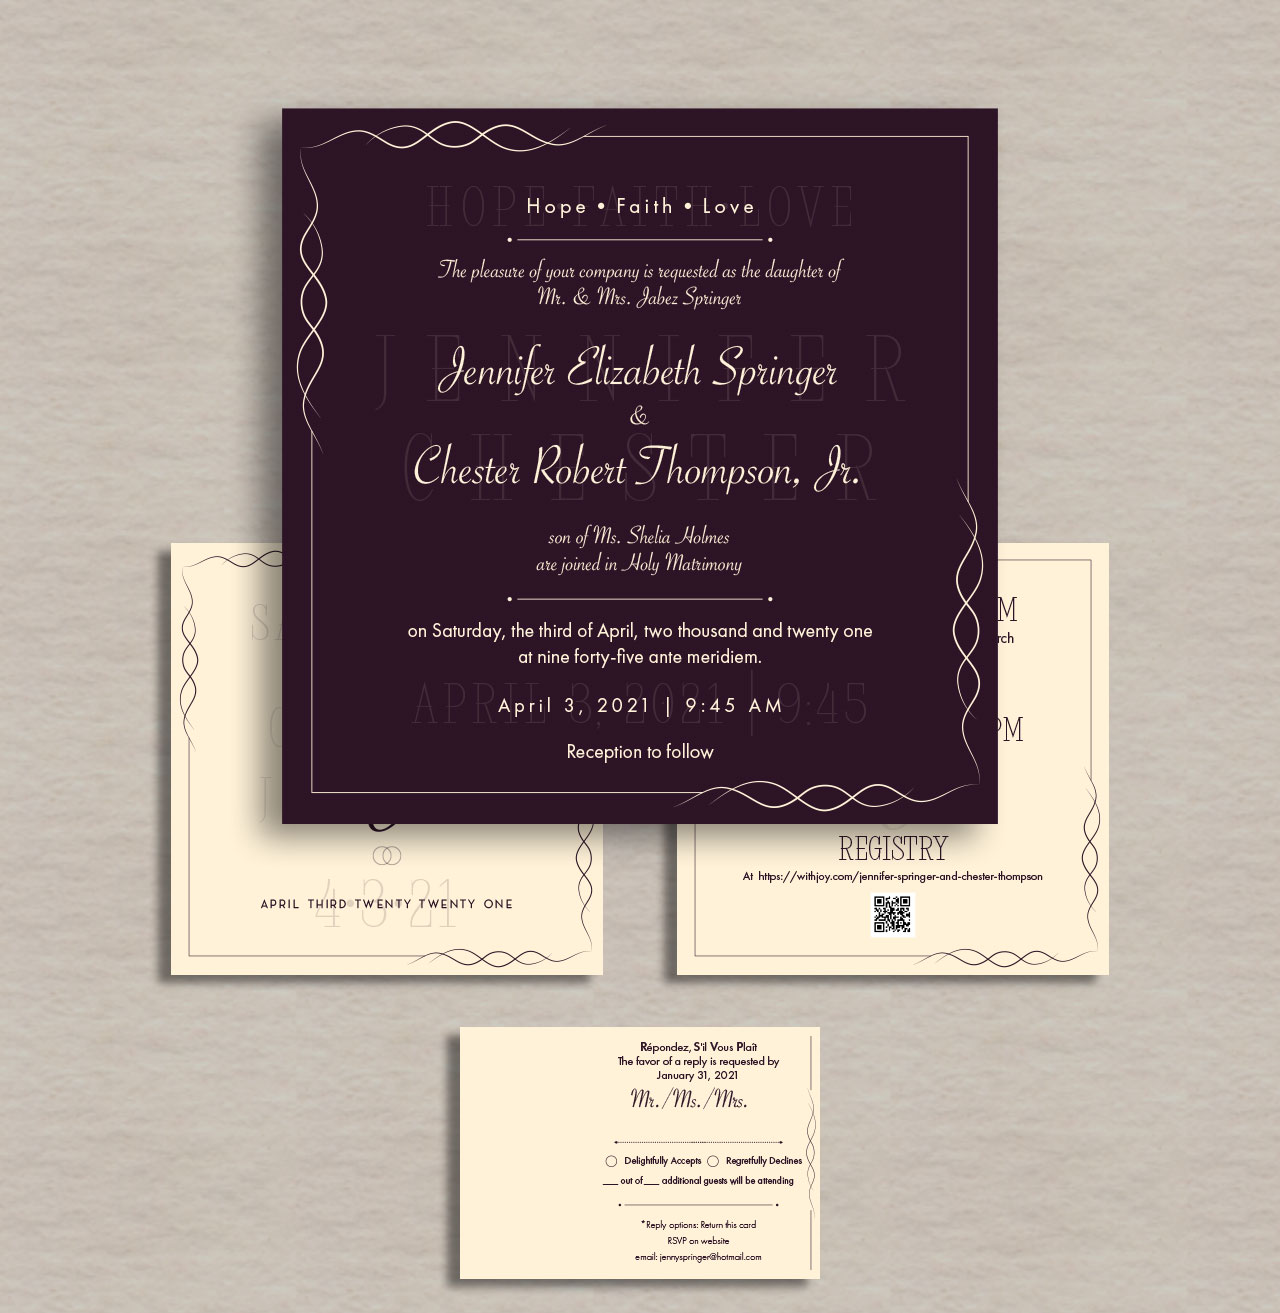 HOPE FAITH LOVE
Hope • Faith • Love
The pleasure of your company is requested as the daughter of
Mr. & Mrs. Jabez Springer
JENNIFER
Jennifer Elizabeth Springer
&
CHESTER
Chester Robert Thompson, Jr.
son of Ms. Shelia Holmes
are joined in Holy Matrimony
on Saturday, the third of April, two thousand and twenty one
at nine forty-five ante meridiem.
APRIL 3, 2021 | 9:45
April 3, 2021 | 9:45 AM
Reception to follow
4•3•21
APRIL THIRD TWENTY TWENTY ONE
PM
REGISTRY
At https://withjoy.com/jennifer-springer-and-chester-thompson
Répondez, S'il Vous Plaît
The favor of a reply is requested by
January 31, 2021
Mr./Ms./Mrs.
Delightfully Accepts Regretfully Declines
___ out of ___ additional guests will be attending
*Reply options: Return this card
RSVP on website
email: jennyspringer@hotmail.com